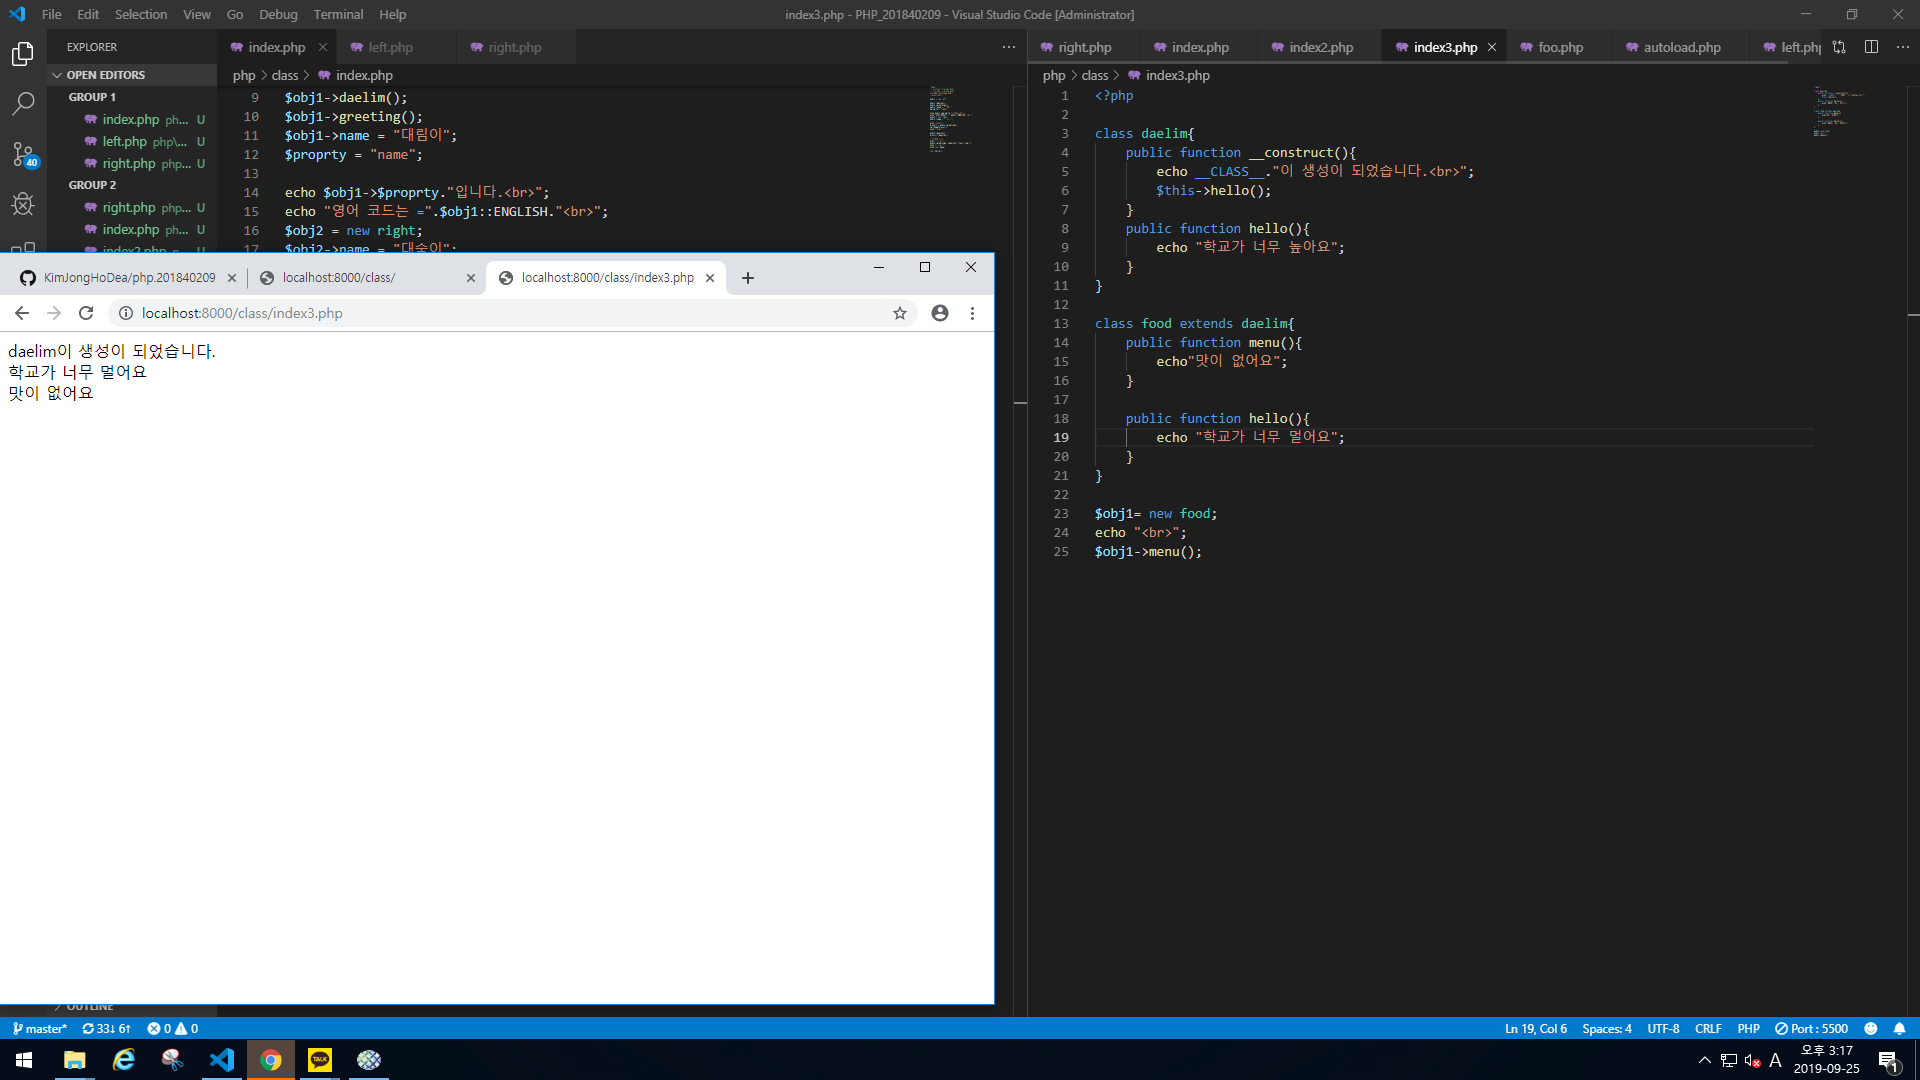 File Edit Selection View Go Debug Terminal Help
index3.php - PHP_201840209 - Visual Studio Code [Administrator]
EXPLORER
OPEN EDITORS
GROUP 1
index.php ph... U
left.php php\... U
right.php php... U
GROUP 2
right.php php... U
index.php ph... U
index2.php ph... U
40
index.php left.php right.php
php > class > index.php
9 $obj1->daelim();
10 $obj1->greeting();
11 $obj1->name = "대림이";
12 $proprty = "name";
13
14 echo $obj1->$proprty."입니다.<br>";
15 echo "영어 코드는 =".$obj1::ENGLISH."<br>";
16 $obj2 = new right;
17 $obj2->name = "대숙이";
right.php index.php index2.php index3.php foo.php autoload.php left.php
php > class > index3.php
1 <?php
2
3 class daelim{
4 public function __construct(){
5 echo __CLASS__."이 생성이 되었습니다.<br>";
6 $this->hello();
7 }
8 public function hello(){
9 echo "학교가 너무 높아요";
10 }
11 }
12
13 class food extends daelim{
14 public function menu(){
15 echo"맛이 없어요";
16 }
17
18 public function hello(){
19 echo "학교가 너무 멀어요";
20 }
21 }
22
23 $obj1= new food;
24 echo "<br>";
25 $obj1->menu();
KimJongHoDea/php.201840209 localhost:8000/class/ localhost:8000/class/index3.php
localhost:8000/class/index3.php
daelim이 생성이 되었습니다.
학교가 너무 멀어요
맛이 없어요
OUTLINE
master* 33↓ 6↑ 0 0
Ln 19, Col 6 Spaces: 4 UTF-8 CRLF PHP Port : 5500
TALK
A 오후 3:17
2019-09-25
1